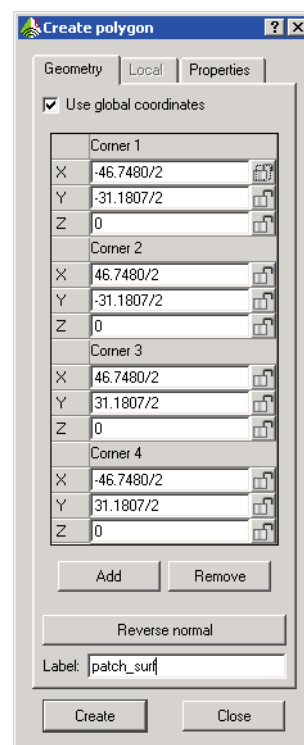 Create polygon
Geometry Local Properties
Use global coordinates
Corner 1
X -46.7480/2
Y -31.1807/2
Z 0
Corner 2
X 46.7480/2
Y -31.1807/2
Z 0
Corner 3
X 46.7480/2
Y 31.1807/2
Z 0
Corner 4
X -46.7480/2
Y 31.1807/2
Z 0
Add Remove
Reverse normal
Label: patch_surf
Create Close